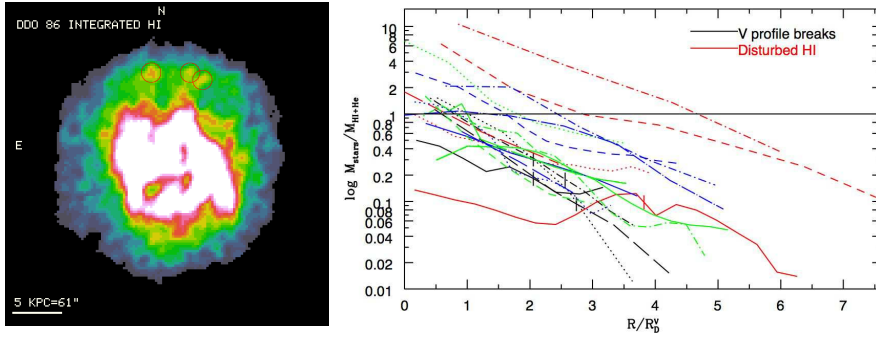 N
DDO 86 INTEGRATED HI
E
5 KPC=61"
log M_stars/M_HI+He
10
6
4
2
1
0.8
0.6
0.4
0.2
0.1
0.08
0.06
0.04
0.02
0.01
V profile breaks
Disturbed HI
0 1 2 3 4 5 6 7
R/R_D^V